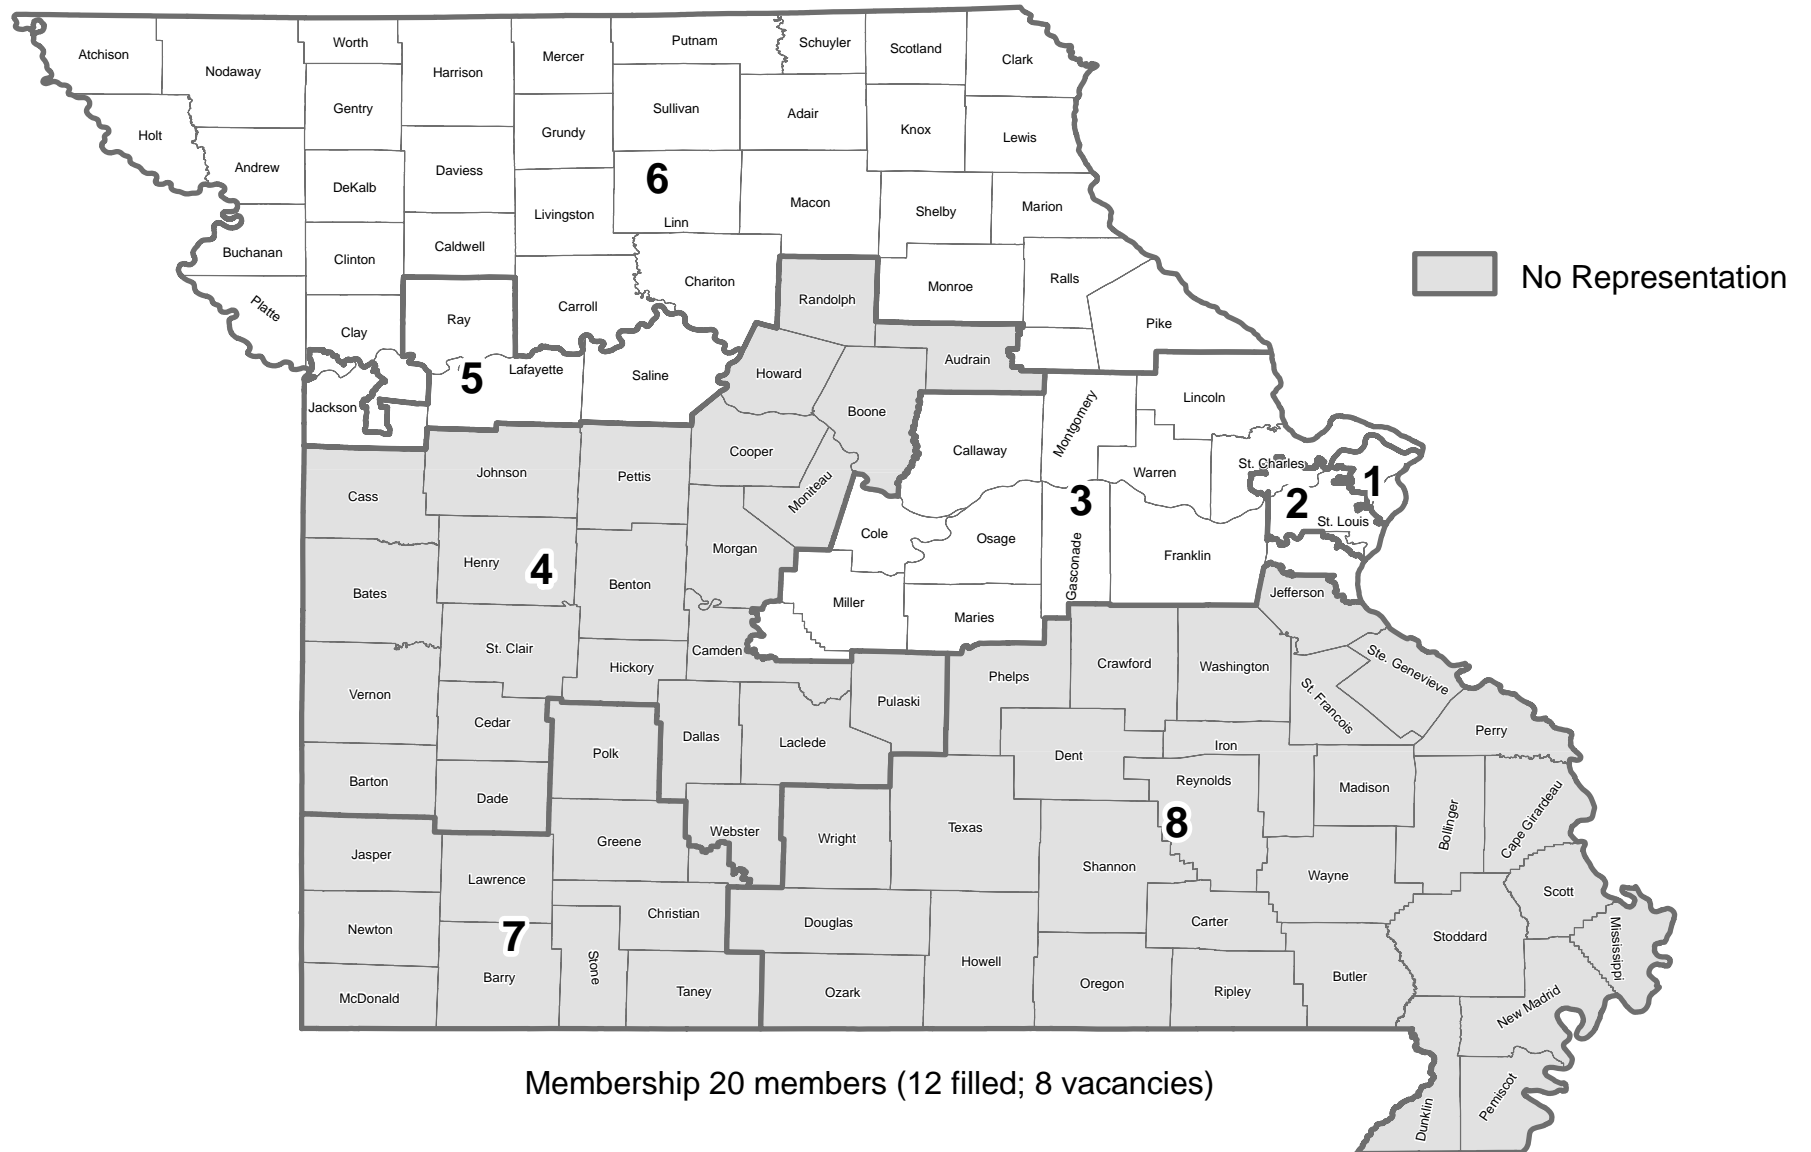 Atchison
Nodaway
Worth
Harrison
Mercer
Putnam
Schuyler
Scotland
Clark
Holt
Gentry
Sullivan
Adair
Grundy
Knox
Lewis
Andrew
DeKalb
Daviess
6
Livingston
Linn
Macon
Shelby
Marion
Buchanan
Clinton
Caldwell
Chariton
Monroe
Ralls
No Representation
Platte
Clay
Ray
Carroll
Randolph
Pike
Jackson
5
Lafayette
Saline
Howard
Audrain
Boone
Callaway
Montgomery
Lincoln
Cass
Johnson
Pettis
Cooper
Moniteau
Warren
St. Charles
1
2
St. Louis
3
Henry
4
Benton
Morgan
Cole
Osage
Gasconade
Franklin
Bates
Miller
Maries
Jefferson
St. Clair
Hickory
Camden
Phelps
Crawford
Washington
Ste. Genevieve
St. Francois
Vernon
Cedar
Polk
Dallas
Laclede
Pulaski
Dent
Iron
Perry
Barton
Dade
Reynolds
Madison
Bollinger
Cape Girardeau
Jasper
Lawrence
Greene
Webster
Wright
Texas
8
Shannon
Wayne
Scott
Newton
7
Christian
Douglas
Carter
Stoddard
Mississippi
McDonald
Barry
Stone
Taney
Ozark
Howell
Oregon
Ripley
Butler
New Madrid
Membership 20 members (12 filled; 8 vacancies)
Dunklin
Pemiscot